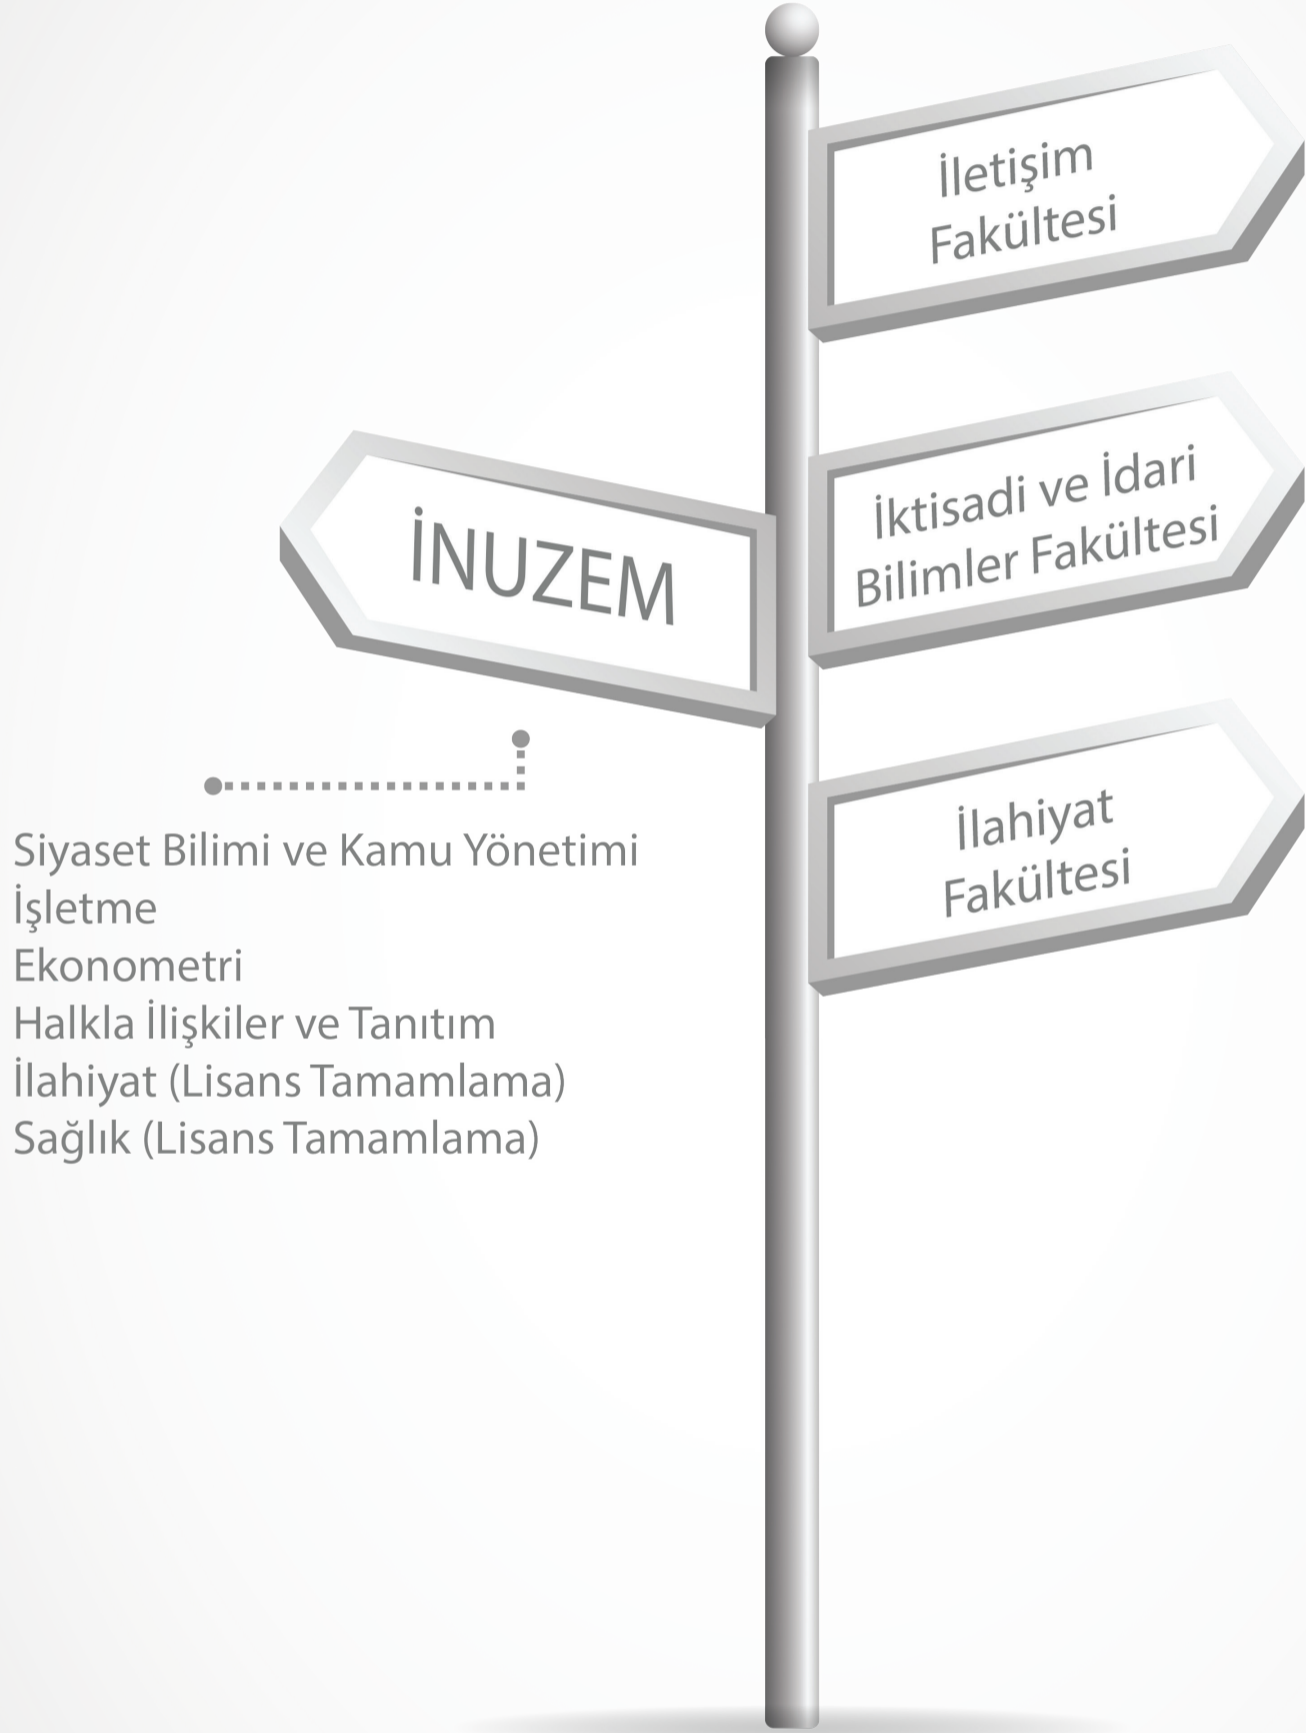 İletişim
Fakültesi
İktisadi ve İdari
Bilimler Fakültesi
İNUZEM
İlahiyat
Fakültesi
Siyaset Bilimi ve Kamu Yönetimi
İşletme
Ekonometri
Halkla İlişkiler ve Tanıtım
İlahiyat (Lisans Tamamlama)
Sağlık (Lisans Tamamlama)